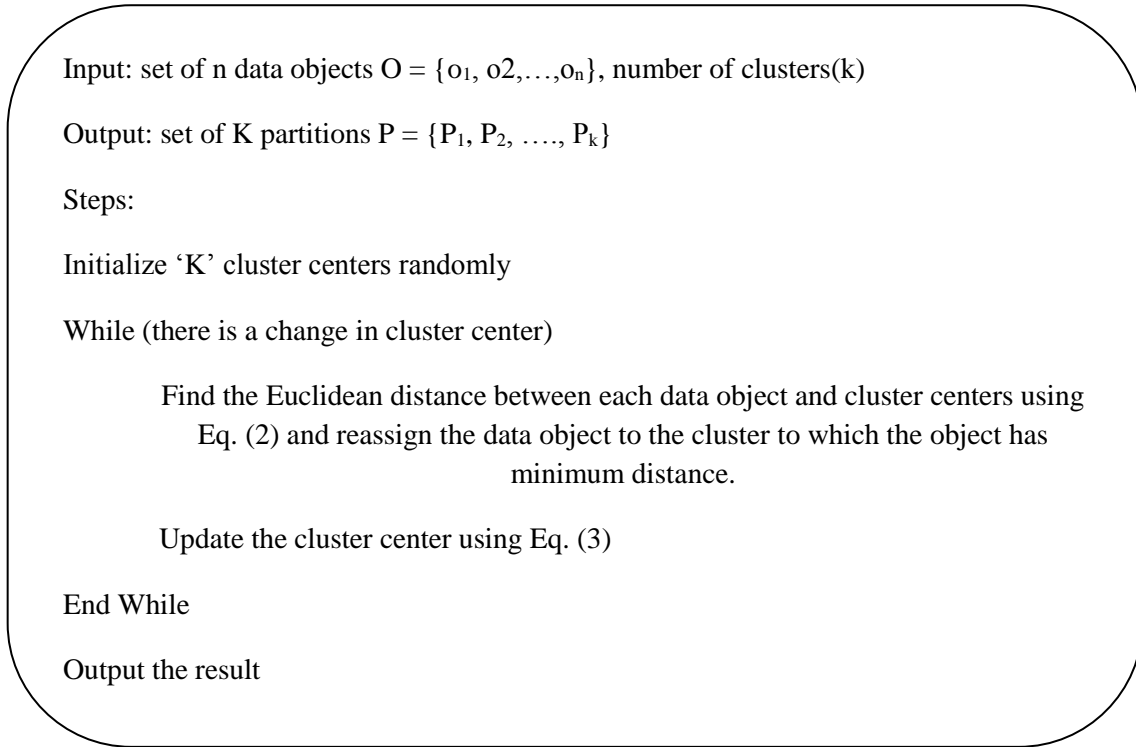 Input: set of n data objects O = {o₁, o2,…,oₙ}, number of clusters(k)
Output: set of K partitions P = {P₁, P₂, …., Pₖ}
Steps:
Initialize ‘K’ cluster centers randomly
While (there is a change in cluster center)
Find the Euclidean distance between each data object and cluster centers using
Eq. (2) and reassign the data object to the cluster to which the object has
minimum distance.
Update the cluster center using Eq. (3)
End While
Output the result